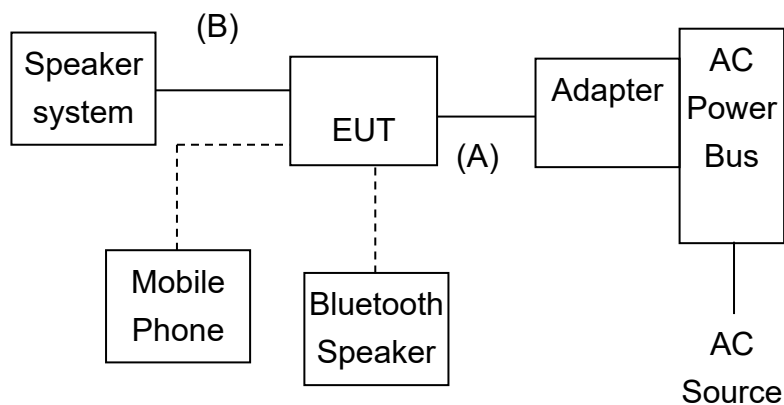 (B)
Speaker
system
EUT
(A)
Adapter
AC
Power
Bus
Mobile
Phone
Bluetooth
Speaker
AC
Source